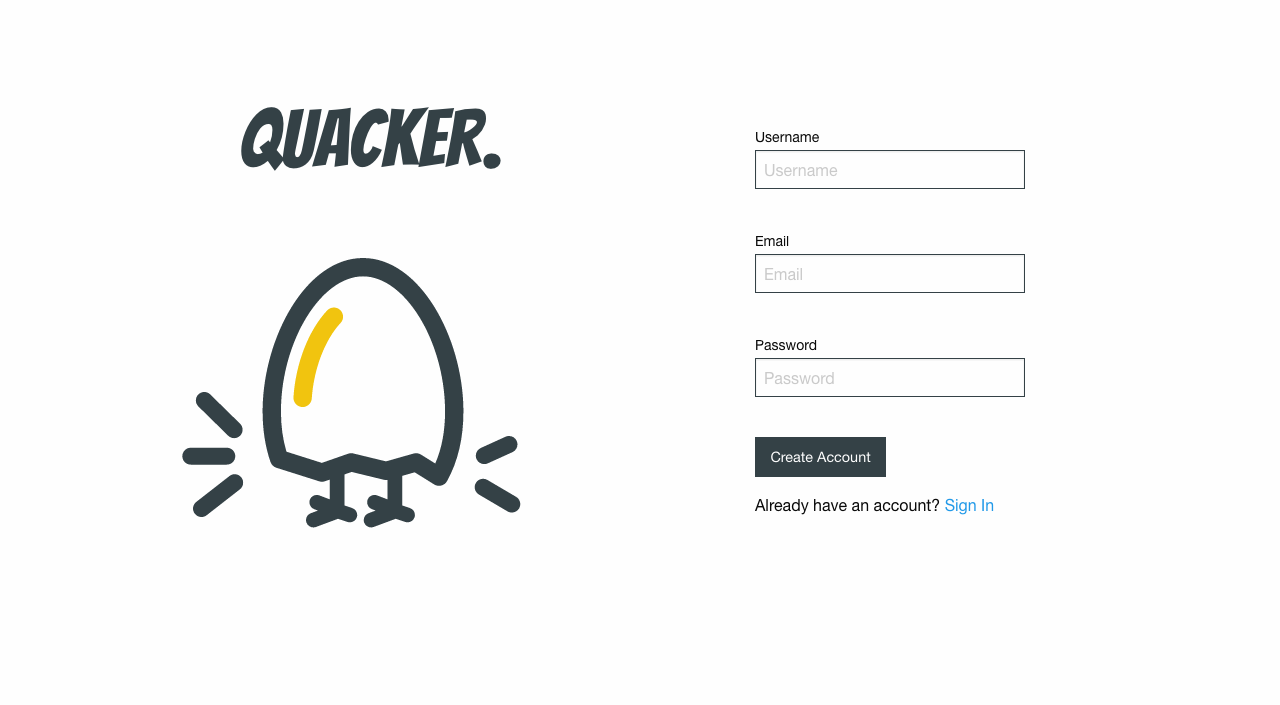 QUACKER.
Username
Username
Email
Email
Password
Password
Create Account
Already have an account? Sign In